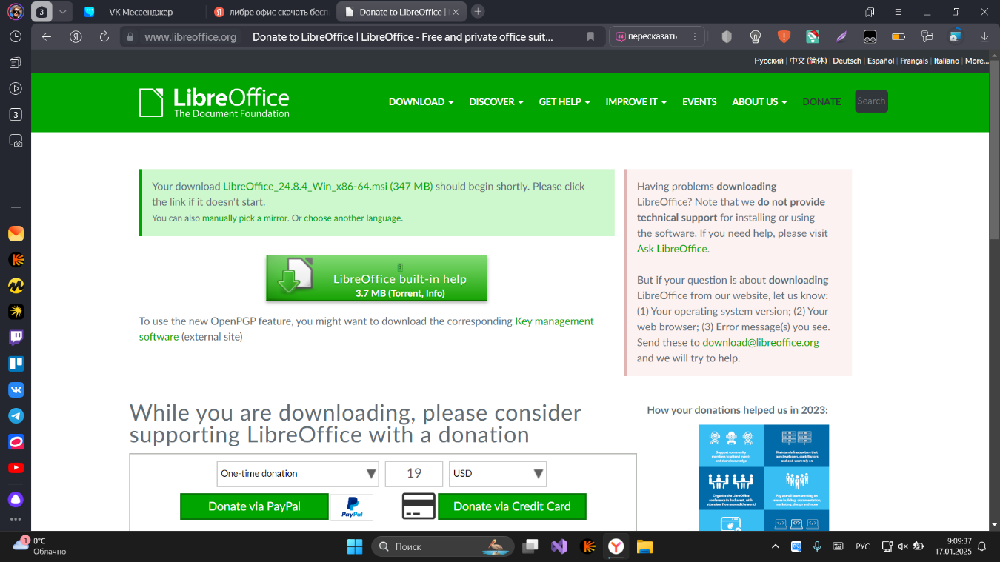 3
VK Мессенджер
либре офис скачать бесп
Donate to LibreOffice |
www.libreoffice.org
Donate to LibreOffice | LibreOffice - Free and private office suit...
пересказать
Русский | 中文 (简体) | Deutsch | Español | Français | Italiano | More...
LibreOffice
The Document Foundation
DOWNLOAD
DISCOVER
GET HELP
IMPROVE IT
EVENTS
ABOUT US
DONATE
Search
3
Your download LibreOffice_24.8.4_Win_x86-64.msi (347 MB) should begin shortly. Please click
the link if it doesn't start.
You can also manually pick a mirror. Or choose another language.
LibreOffice built-in help
3.7 MB (Torrent, Info)
To use the new OpenPGP feature, you might want to download the corresponding Key management
software (external site)
Having problems downloading
LibreOffice? Note that we do not provide
technical support for installing or using
the software. If you need help, please visit
Ask LibreOffice.
But if your question is about downloading
LibreOffice from our website, let us know:
(1) Your operating system version; (2) Your
web browser; (3) Error message(s) you see.
Send these to download@libreoffice.org
and we will try to help.
While you are downloading, please consider
supporting LibreOffice with a donation
One-time donation
19
USD
Donate via PayPal
PayPal
Donate via Credit Card
How your donations helped us in 2023:
Support community
members to attend events
and share knowledge
Maintain infrastructure that
our developers, contributors
and end-users rely on
Organize the LibreOffice
conference in Bucharest, with
attendees from around the world
Pay a small team working on
release building, documentation,
marketing, design and more
1
0°C
Облачно
Поиск
РУС
9:09:37
17.01.2025